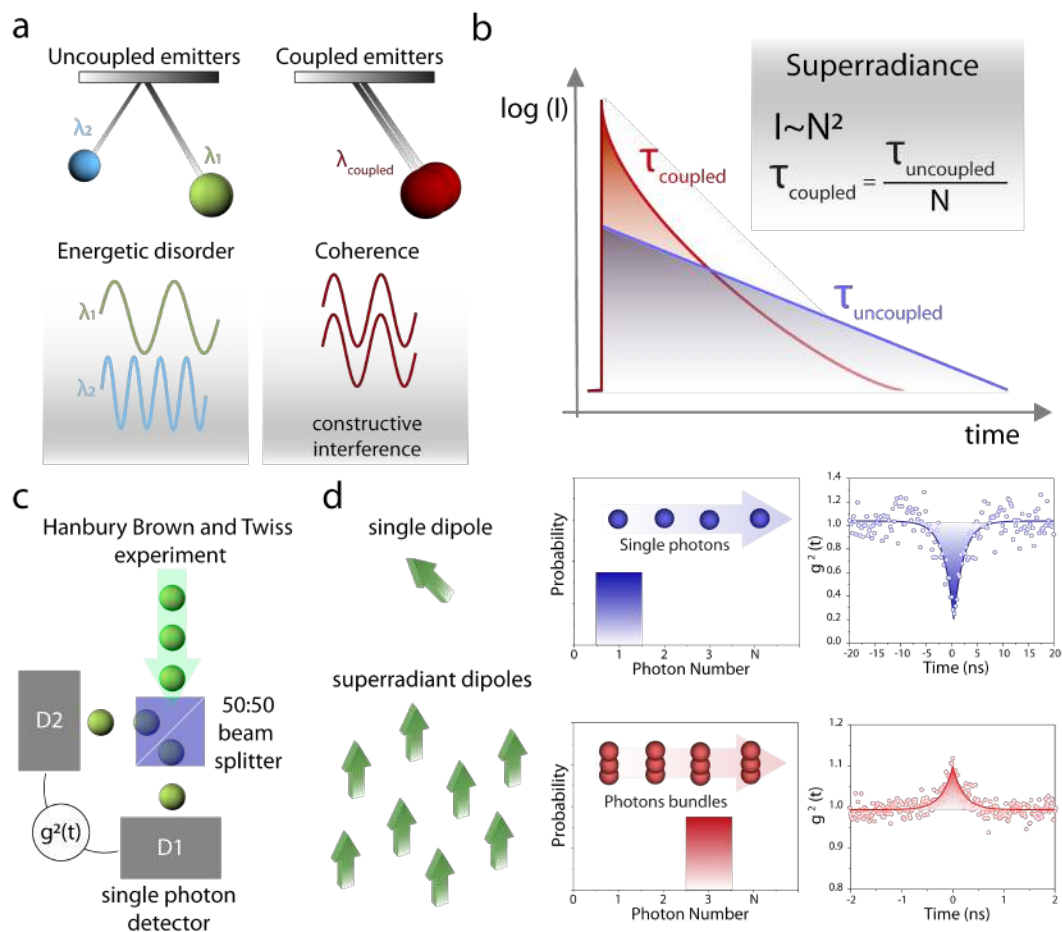 a
Uncoupled emitters
Coupled emitters
λ2
λ1
λcoupled
Energetic disorder
Coherence
λ1
λ2
constructive
interference
b
log (I)
Superradiance
I~N²
τcoupled = τuncoupled
N
τcoupled
τuncoupled
time
c
Hanbury Brown and Twiss
experiment
D2
50:50
beam
splitter
g²(t)
D1
single photon
detector
d
single dipole
superradiant dipoles
Probability
Single photons
0 1 2 3 N
Photon Number
g² (t)
1.4
1.2
1.0
0.8
0.6
0.4
0.2
0.0
-20 -15 -10 -5 0 5 10 15 20
Time (ns)
Probability
Photons bundles
0 1 2 3 N
Photon Number
g² (t)
1.2
1.1
1.0
0.9
0.8
-2 -1 0 1 2
Time (ns)